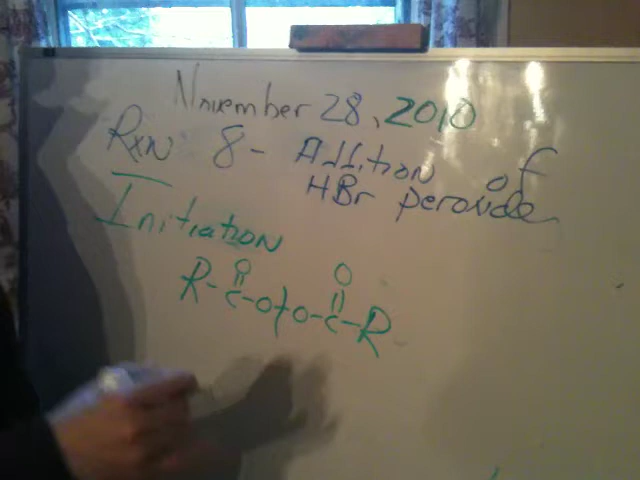 November 28, 2010
Rxn 8- Addition of
HBr peroxide
Initiation
O O
R-C-O-O-C-R